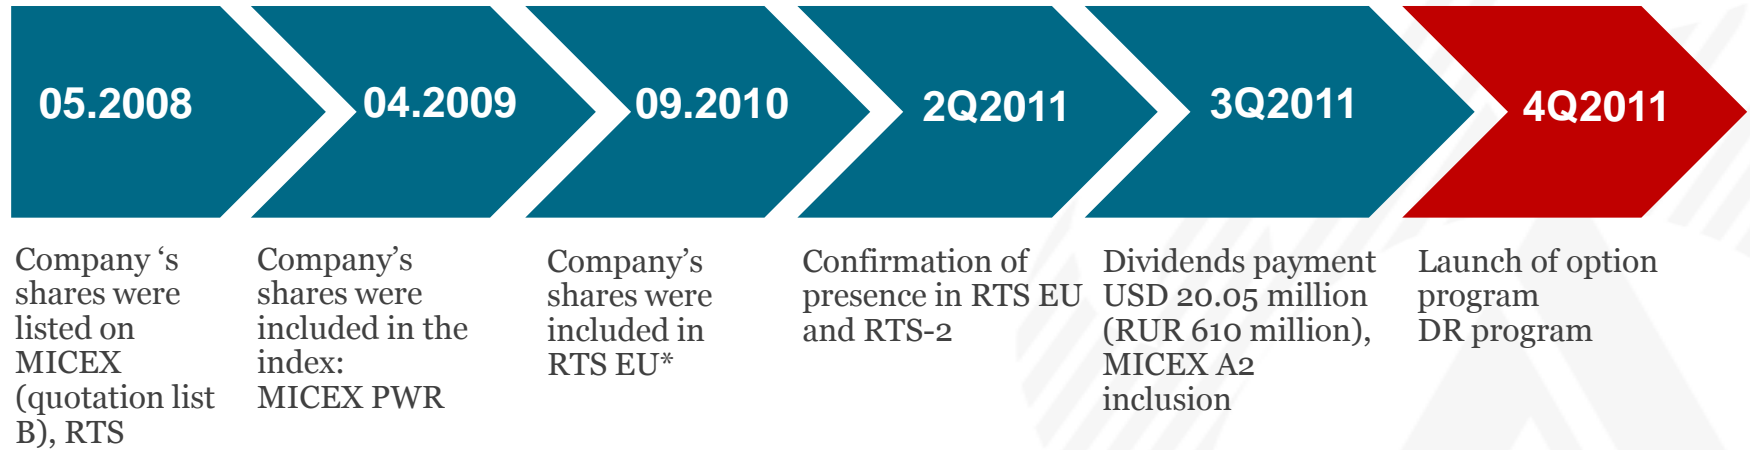 05.2008
04.2009
09.2010
2Q2011
3Q2011
4Q2011
Company ‘s
shares were
listed on
MICEX
(quotation list
B), RTS
Company’s
shares were
included in the
index:
MICEX PWR
Company’s
shares were
included in
RTS EU*
Confirmation of
presence in RTS EU
and RTS-2
Dividends payment
USD 20.05 million
(RUR 610 million),
MICEX A2
inclusion
Launch of option
program
DR program